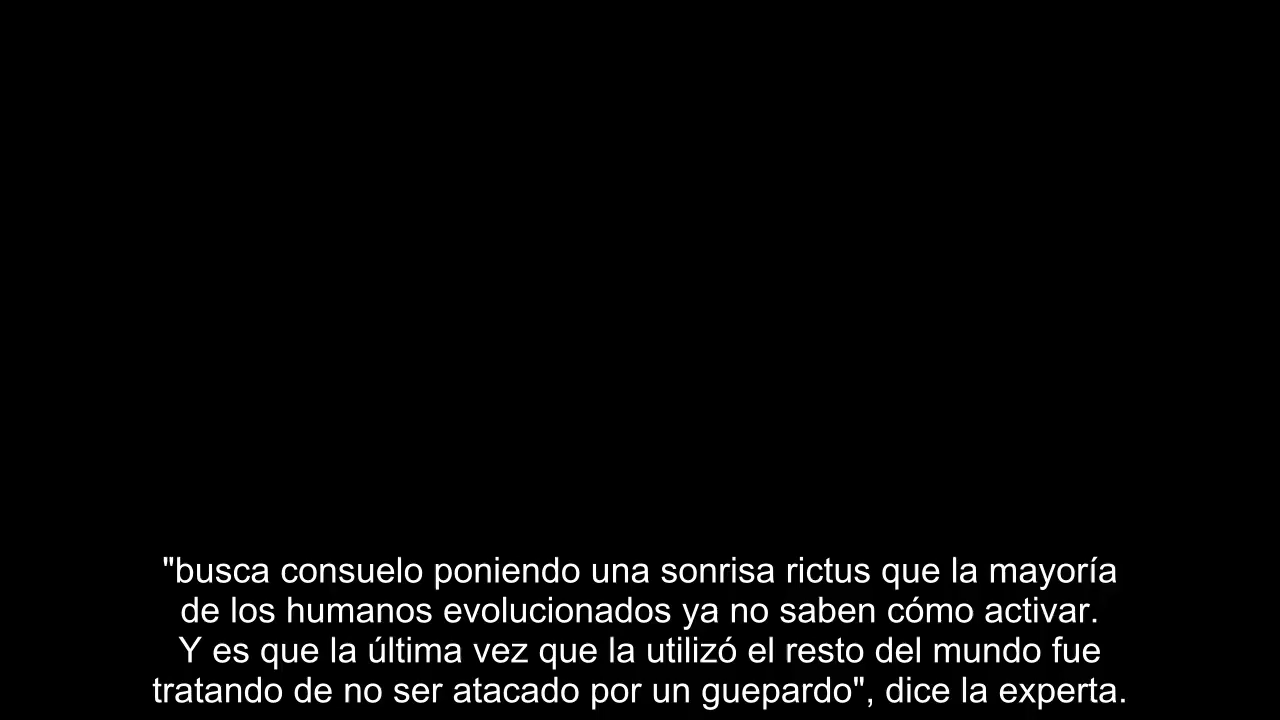 "busca consuelo poniendo una sonrisa rictus que la mayoría
de los humanos evolucionados ya no saben cómo activar.
Y es que la última vez que la utilizó el resto del mundo fue
tratando de no ser atacado por un guepardo", dice la experta.